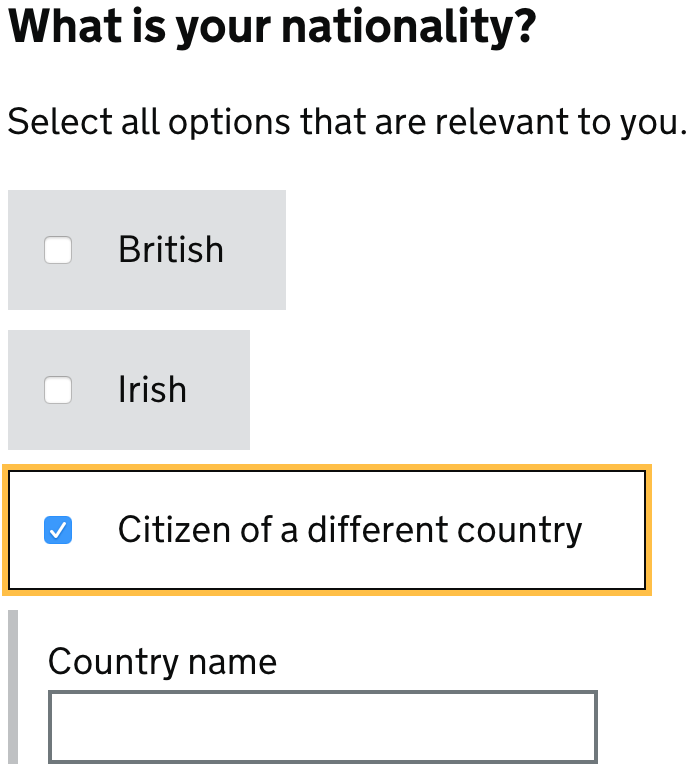 What is your nationality?
Select all options that are relevant to you.
British
Irish
Citizen of a different country
Country name